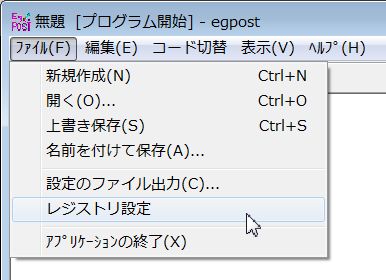 EqG POST 無題 [プログラム開始] - egpost
ﾌｧｲﾙ(F) 編集(E) コード切替 表示(V) ﾍﾙﾌﾟ(H)
新規作成(N) Ctrl+N
開く(O)... Ctrl+O
上書き保存(S) Ctrl+S
名前を付けて保存(A)...
設定のファイル出力(C)...
レジストリ設定
ｱﾌﾟﾘｹｰｼｮﾝの終了(X)